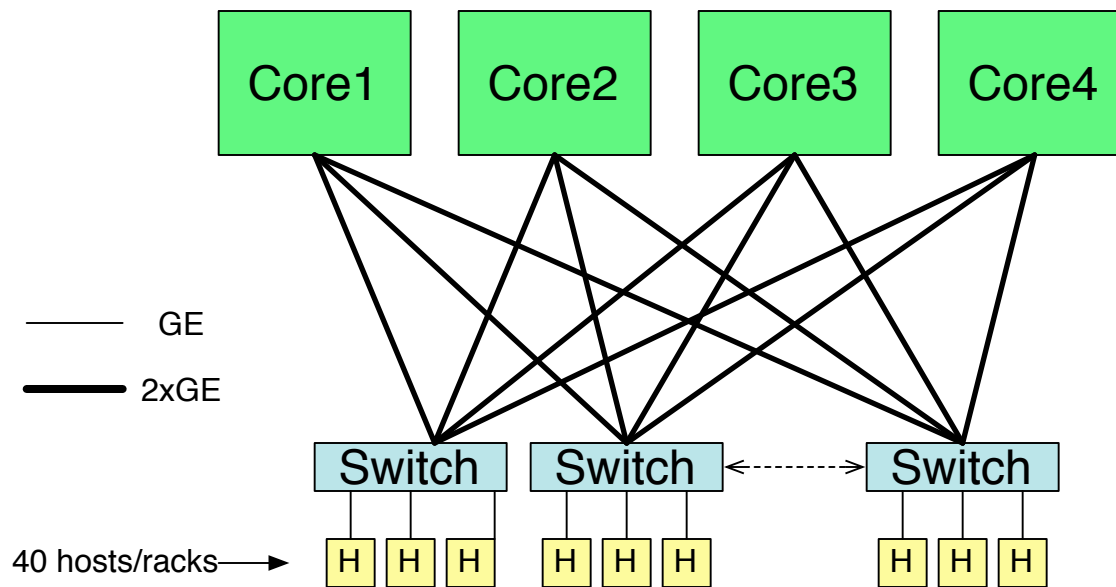 Core1 Core2 Core3 Core4
GE
2xGE
Switch Switch Switch
40 hosts/racks H H H H H H H H H